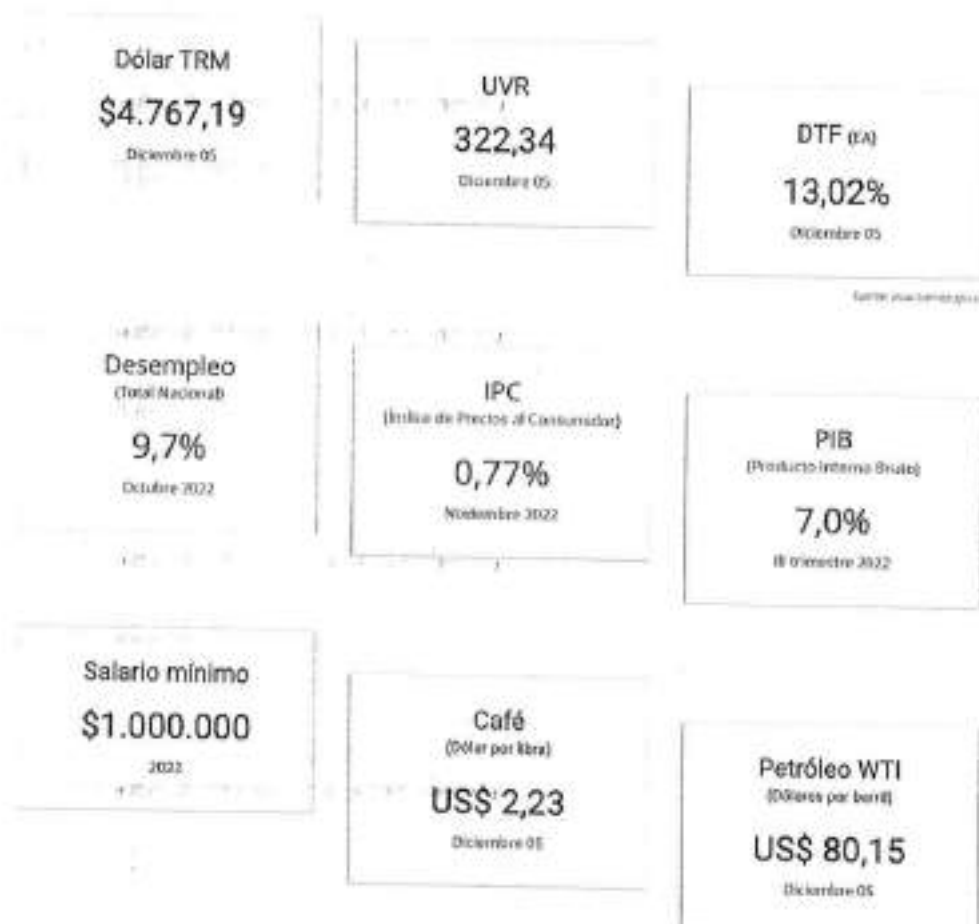 Dólar TRM
$4.767,19
Diciembre 05
UVR
322,34
Diciembre 05
DTF (EA)
13,02%
Diciembre 05
Desempleo
(Total Nacional)
9,7%
Octubre 2022
IPC
(Índice de Precios al Consumidor)
0,77%
Noviembre 2022
PIB
(Producto Interno Bruto)
7,0%
III trimestre 2022
Salario mínimo
$1.000.000
2022
Café
(Dólar por libra)
US$ 2,23
Diciembre 05
Petróleo WTI
(Dólares por barril)
US$ 80,15
Diciembre 05